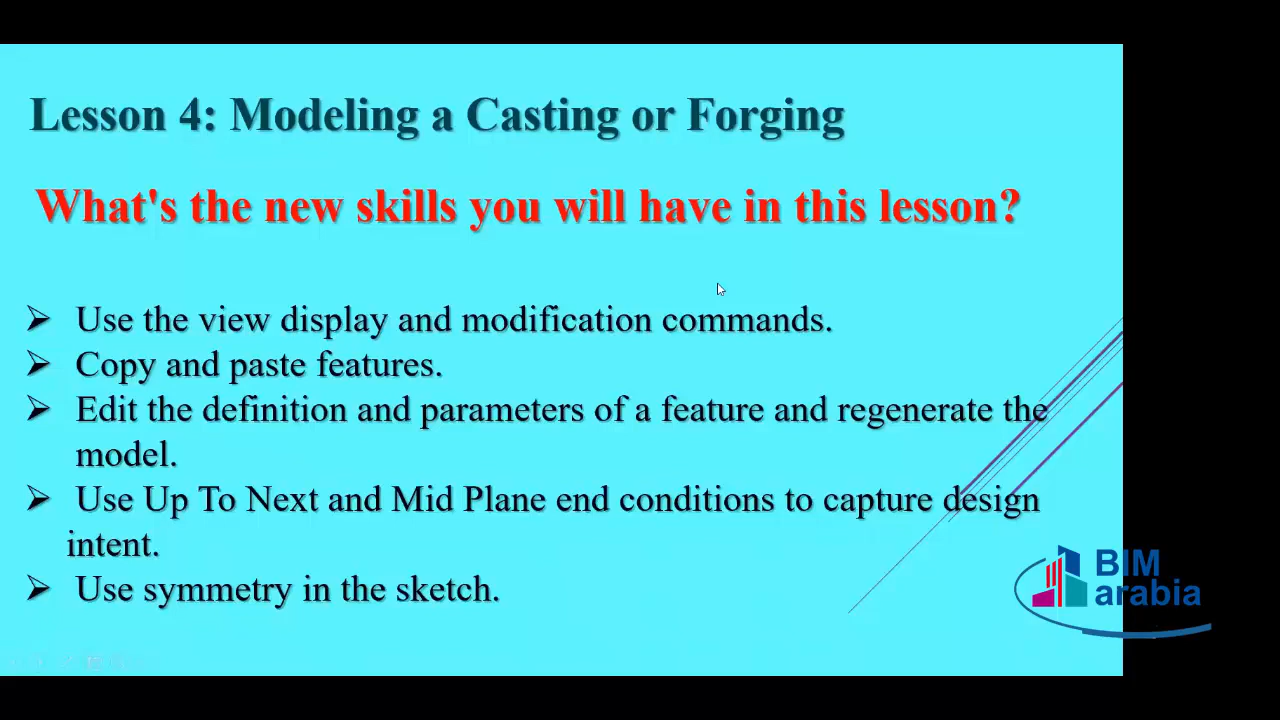 Lesson 4: Modeling a Casting or Forging
What's the new skills you will have in this lesson?
➢ Use the view display and modification commands.
➢ Copy and paste features.
➢ Edit the definition and parameters of a feature and regenerate the
model.
➢ Use Up To Next and Mid Plane end conditions to capture design
intent.
➢ Use symmetry in the sketch.
BIM
arabia